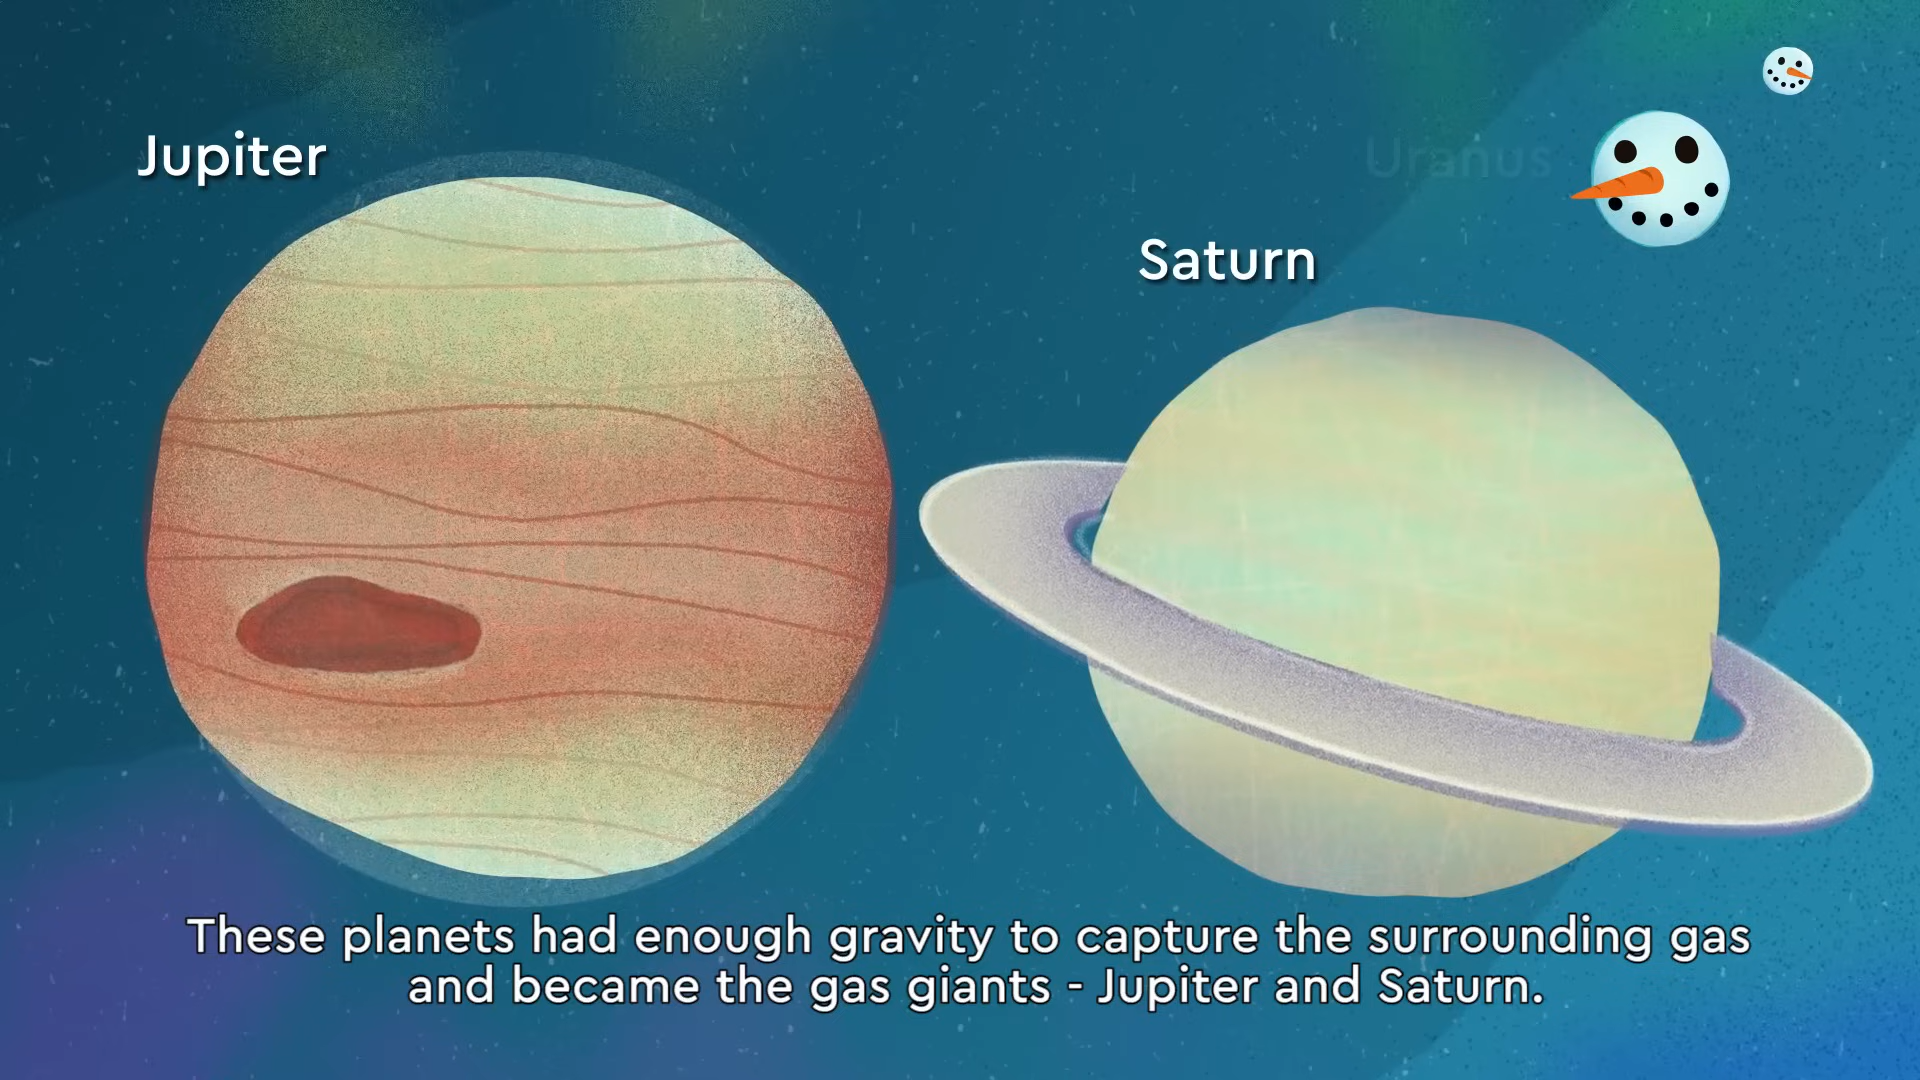 Jupiter
Uranus
Saturn
These planets had enough gravity to capture the surrounding gas
and became the gas giants - Jupiter and Saturn.